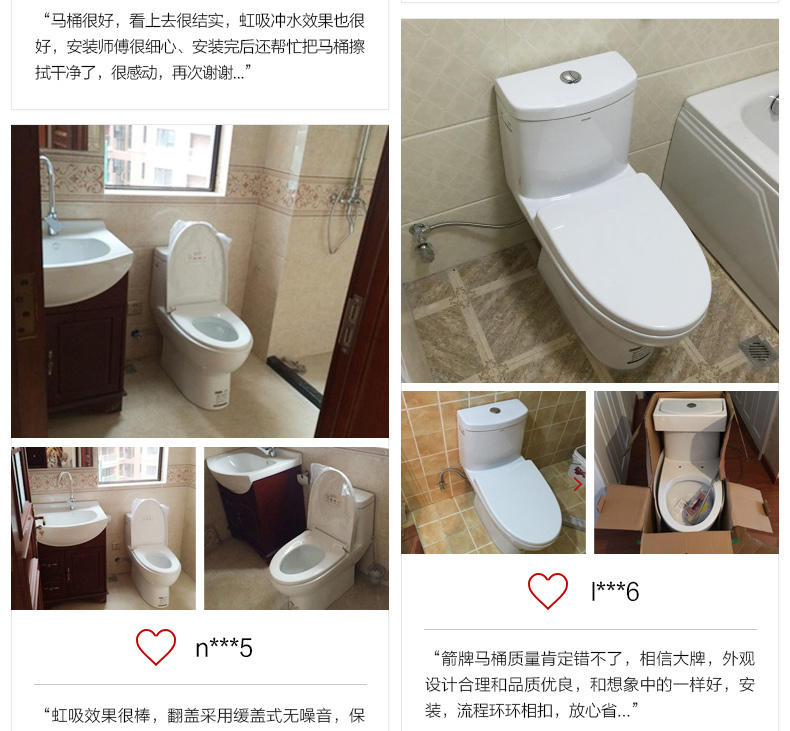 “马桶很好，看上去很结实，虹吸冲水效果也很
好，安装师傅很细心、安装完后还帮忙把马桶擦
拭干净了，很感动，再次谢谢...”
n***5
“虹吸效果很棒，翻盖采用缓盖式无噪音，保
l***6
“箭牌马桶质量肯定错不了，相信大牌，外观
设计合理和品质优良，和想象中的一样好，安
装，流程环环相扣，放心省...”